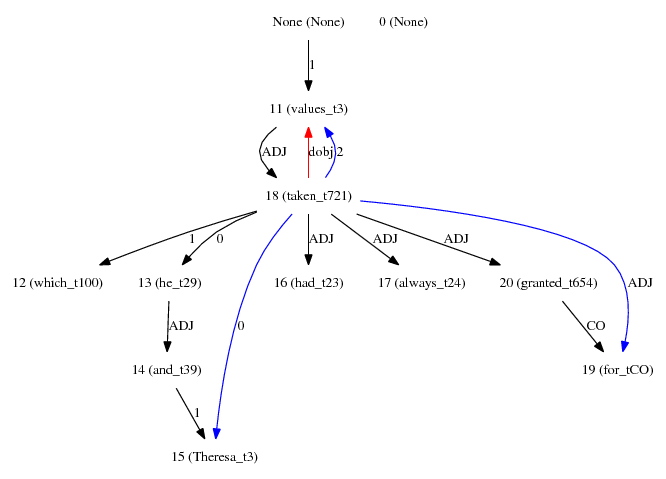 None (None) 0 (None)
1
11 (values_t3)
ADJ dobj 2
18 (taken_t721)
1 0 ADJ ADJ ADJ
12 (which_t100) 13 (he_t29) 16 (had_t23) 17 (always_t24) 20 (granted_t654) ADJ
ADJ 0 CO
14 (and_t39) 19 (for_tCO)
1
15 (Theresa_t3)